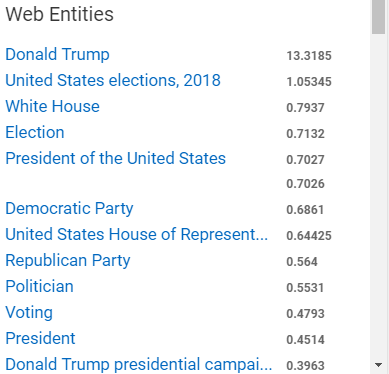 Web Entities
Donald Trump 13.3185
United States elections, 2018 1.05345
White House 0.7937
Election 0.7132
President of the United States 0.7027
0.7026
Democratic Party 0.6861
United States House of Represent... 0.64425
Republican Party 0.564
Politician 0.5531
Voting 0.4793
President 0.4514
Donald Trump presidential campai... 0.3963